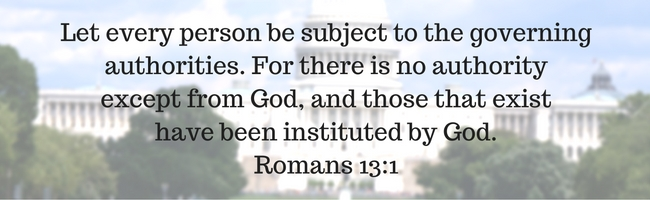 Let every person be subject to the governing
authorities. For there is no authority
except from God, and those that exist
have been instituted by God.
Romans 13:1